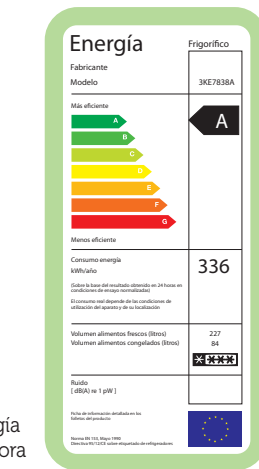 Energía
Frigorífico
Fabricante
Modelo
3KE7838A
Más eficiente
A
A
B
C
D
E
F
G
Menos eficiente
Consumo energía
kWh/año
336
(Sobre la base del resultado obtenido en 24 horas en
condiciones de ensayo normalizadas)
El consumo real depende de las condiciones de
utilización del aparato y de su localización
Volumen alimentos frescos (litros)
227
Volumen alimentos congelados (litros)
84
Ruido
[ dB(A) re 1 pW ]
Ficha de información detallada en los
folletos del producto
Norma EN 153, Mayo 1990
Directiva 94/12/CE sobre etiquetado de refrigeradores
gía
ora